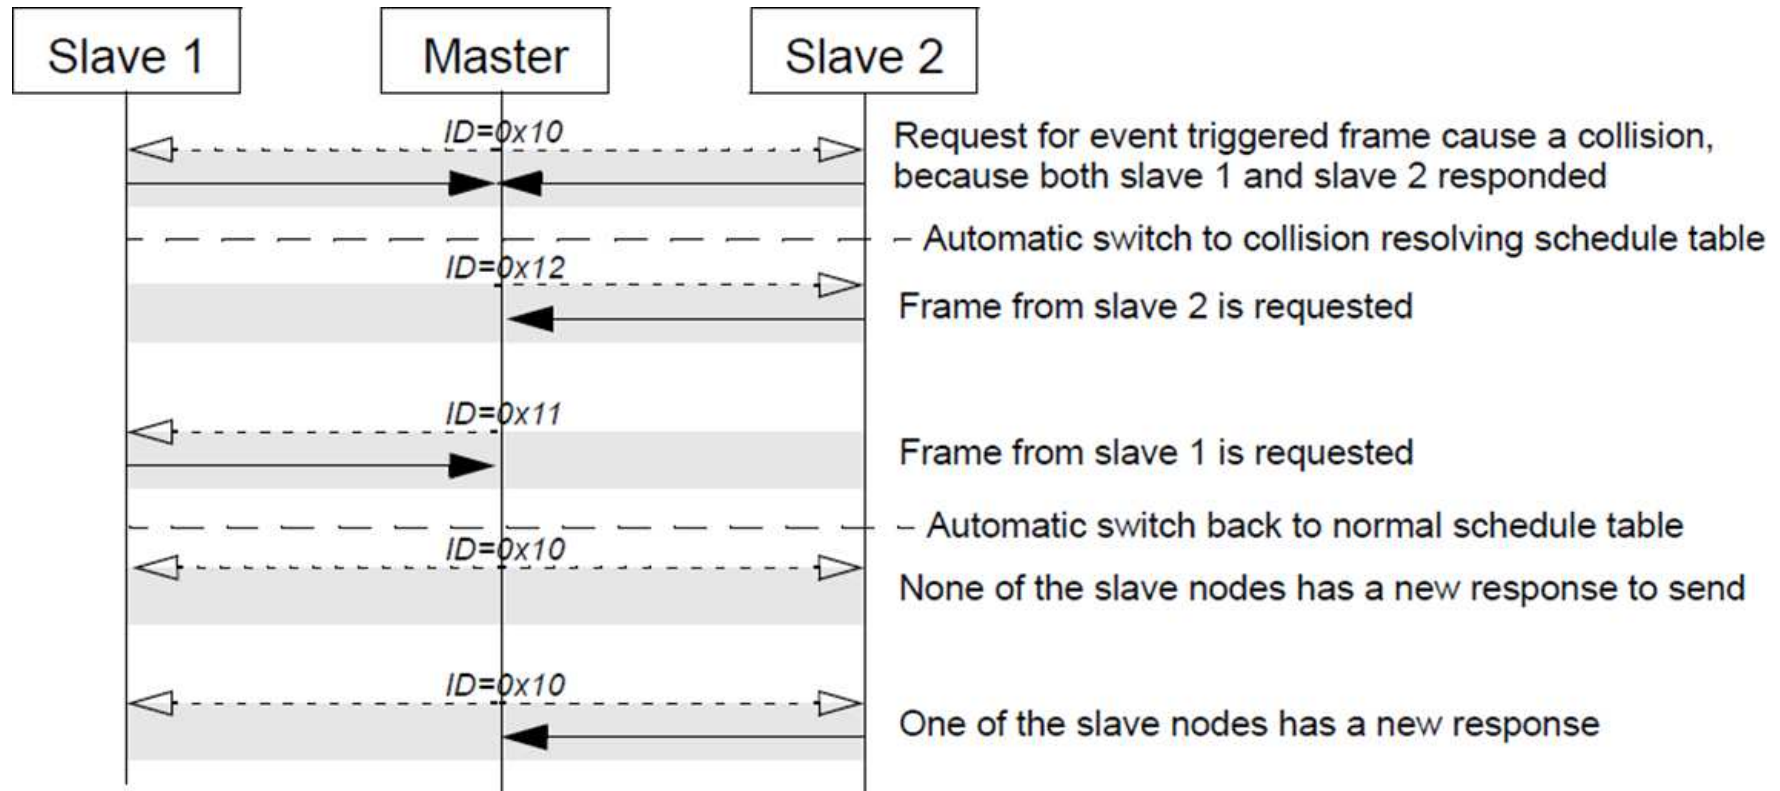 Slave 1
Master
Slave 2
ID=0x10
Request for event triggered frame cause a collision,
because both slave 1 and slave 2 responded
Automatic switch to collision resolving schedule table
ID=0x12
Frame from slave 2 is requested
ID=0x11
Frame from slave 1 is requested
Automatic switch back to normal schedule table
ID=0x10
None of the slave nodes has a new response to send
ID=0x10
One of the slave nodes has a new response